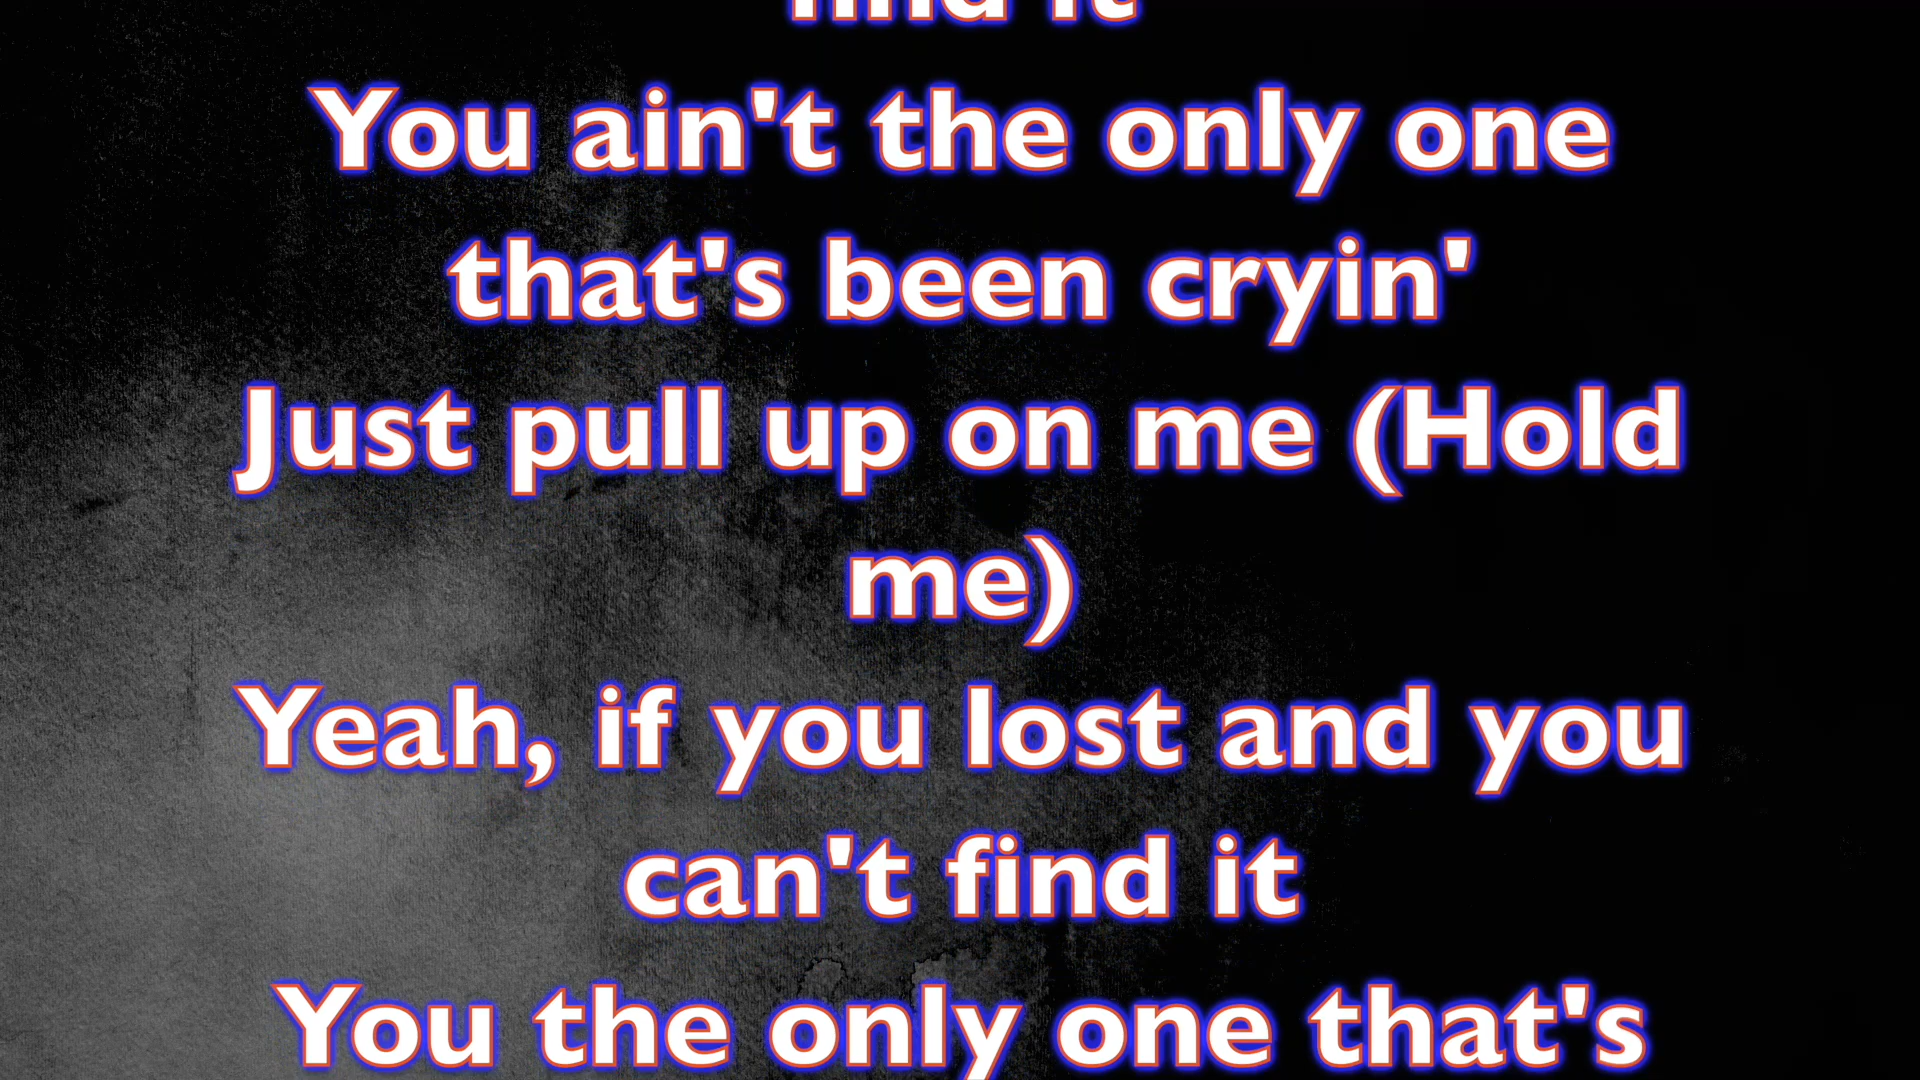 find it
You ain't the only one
that's been cryin'
Just pull up on me (Hold
me)
Yeah, if you lost and you
can't find it
You the only one that's